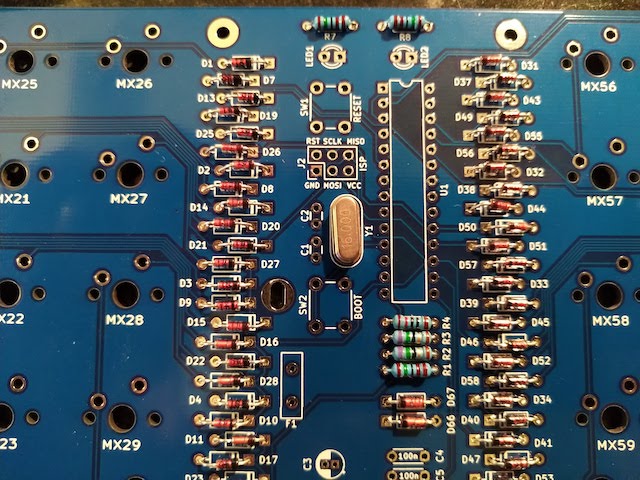 R7
R8
LED1
LED2
D1
D31
MX25
MX26
D7
D37
MX56
D13
D43
D19
SW1
RESET
D49
D25
D55
RST SCLK MISO
D26
D56
J2
ISP
D2
D32
GND MOSI VCC
MX21
MX27
D8
U1
D38
MX57
D14
C2
D44
D20
Y1
D50
D21
C1
D51
D27
D57
D3
D33
D9
SW2
BOOT
D39
MX22
MX28
D15
R1 R2 R3 R4
D45
MX58
D16
D46
D22
D52
D28
D58
D4
D67
D34
F1
D10
D66
D40
MX29
D11
D41
MX59
D17
C3
100n
C4
D47
D23
100n
C5
D53